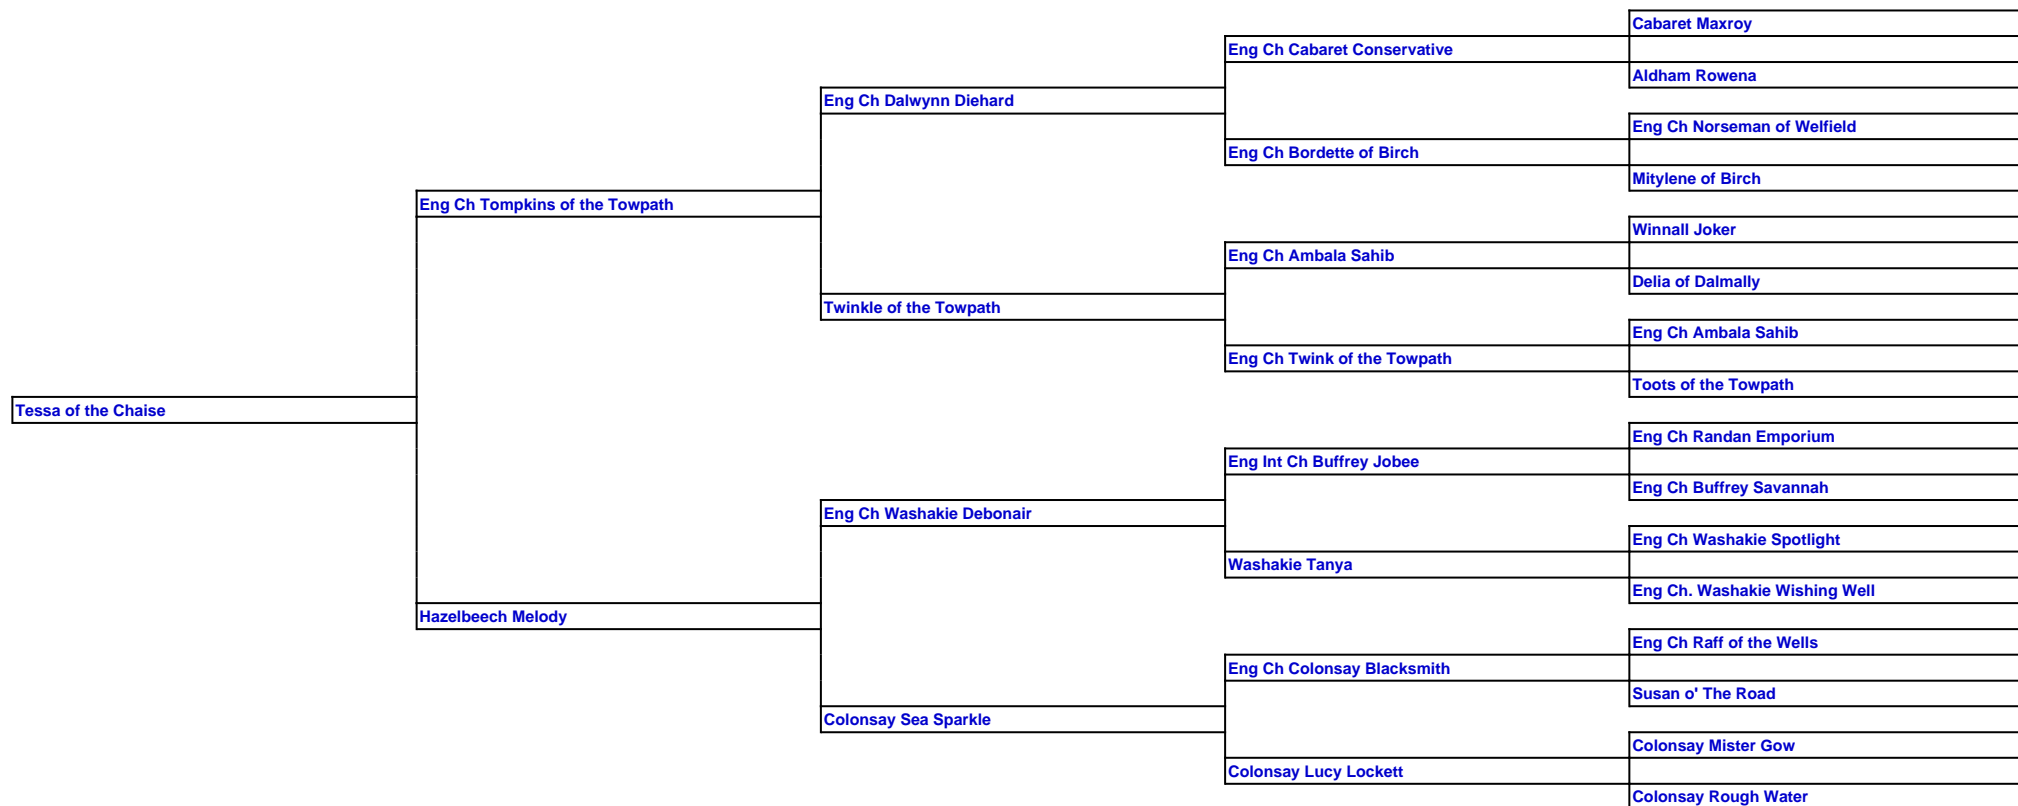 Cabaret Maxroy
Eng Ch Cabaret Conservative
Aldham Rowena
Eng Ch Dalwynn Diehard
Eng Ch Norseman of Welfield
Eng Ch Bordette of Birch
Mitylene of Birch
Eng Ch Tompkins of the Towpath
Winnall Joker
Eng Ch Ambala Sahib
Delia of Dalmally
Twinkle of the Towpath
Eng Ch Ambala Sahib
Eng Ch Twink of the Towpath
Toots of the Towpath
Tessa of the Chaise
Eng Ch Randan Emporium
Eng Int Ch Buffrey Jobee
Eng Ch Buffrey Savannah
Eng Ch Washakie Debonair
Eng Ch Washakie Spotlight
Washakie Tanya
Eng Ch. Washakie Wishing Well
Hazelbeech Melody
Eng Ch Raff of the Wells
Eng Ch Colonsay Blacksmith
Susan o' The Road
Colonsay Sea Sparkle
Colonsay Mister Gow
Colonsay Lucy Lockett
Colonsay Rough Water